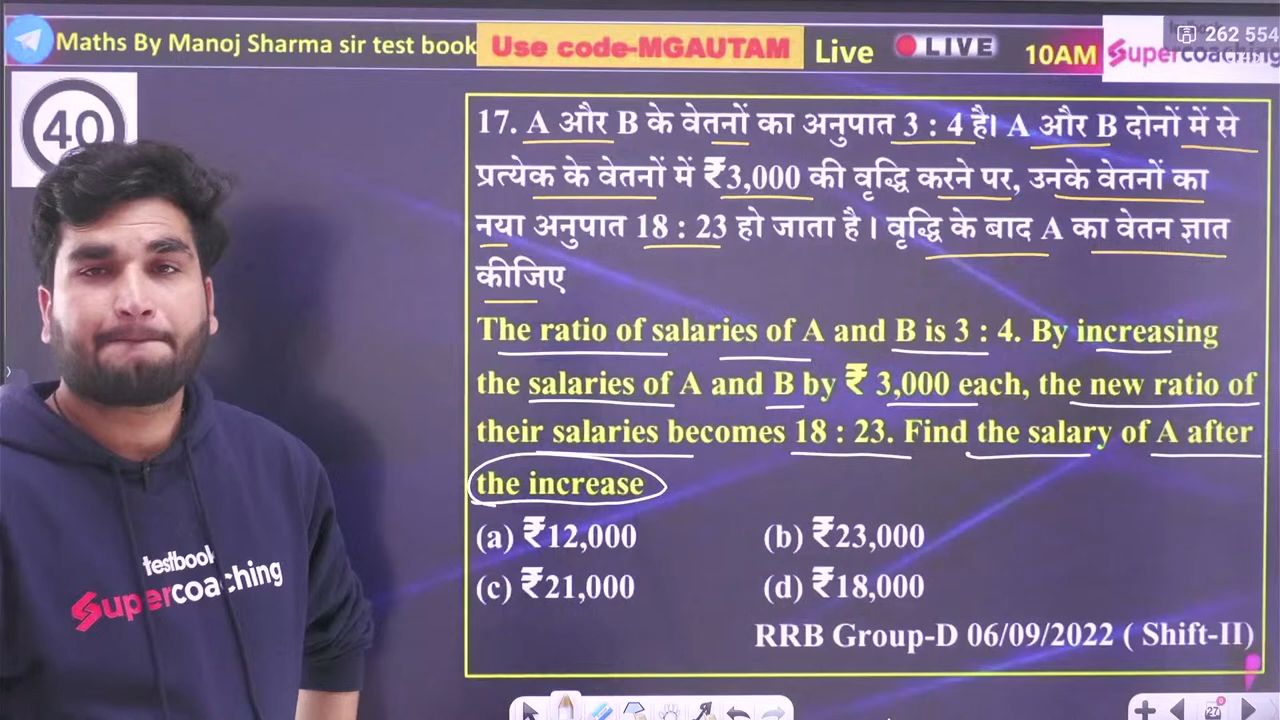 Maths By Manoj Sharma sir test book
Use code-MGAUTAM
Live
LIVE
10AM
Supercoaching
262 554
40
17. A और B के वेतनों का अनुपात 3 : 4 है। A और B दोनों में से
प्रत्येक के वेतनों में ₹3,000 की वृद्धि करने पर, उनके वेतनों का
नया अनुपात 18 : 23 हो जाता है। वृद्धि के बाद A का वेतन ज्ञात
कीजिए
The ratio of salaries of A and B is 3 : 4. By increasing
the salaries of A and B by ₹ 3,000 each, the new ratio of
their salaries becomes 18 : 23. Find the salary of A after
the increase
(a) ₹12,000 (b) ₹23,000
(c) ₹21,000 (d) ₹18,000
RRB Group-D 06/09/2022 ( Shift-II)
testbook
Supercoaching
27